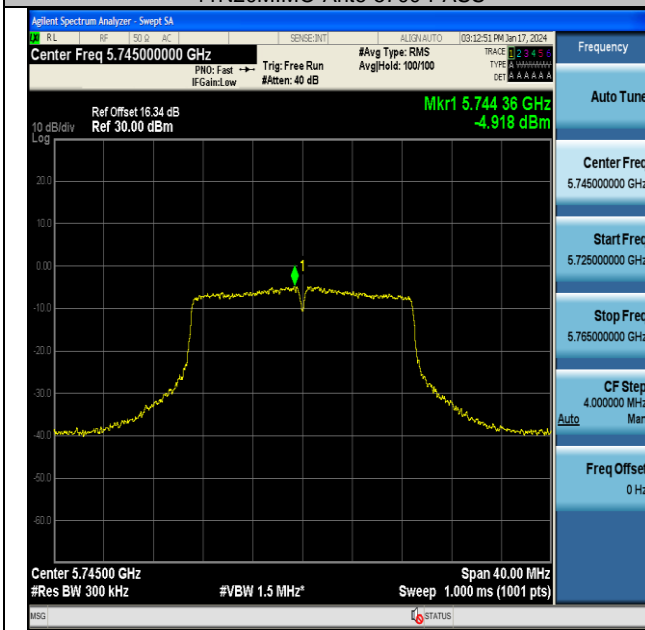 Agilent Spectrum Analyzer - Swept SA
RL RF 50 Ω AC SENSE:INT ALIGNAUTO 03:12:51 PM Jan 17, 2024
Center Freq 5.745000000 GHz
PNO: Fast
IFGain:Low
Trig: Free Run
#Atten: 40 dB
#Avg Type: RMS
Avg|Hold: 100/100
TRACE 1 2 3 4 5 6
TYPE A
DET A A A A A A
Mkr1 5.744 36 GHz
-4.918 dBm
Ref Offset 16.34 dB
10 dB/div Ref 30.00 dBm
Log
20.0
10.0
0.00
-10.0
-20.0
-30.0
-40.0
-50.0
-60.0
1
Center 5.74500 GHz Span 40.00 MHz
#Res BW 300 kHz #VBW 1.5 MHz* Sweep 1.000 ms (1001 pts)
MSG STATUS
Frequency
Auto Tune
Center Freq
5.745000000 GHz
Start Freq
5.725000000 GHz
Stop Freq
5.765000000 GHz
CF Step
4.000000 MHz
Auto Man
Freq Offset
0 Hz